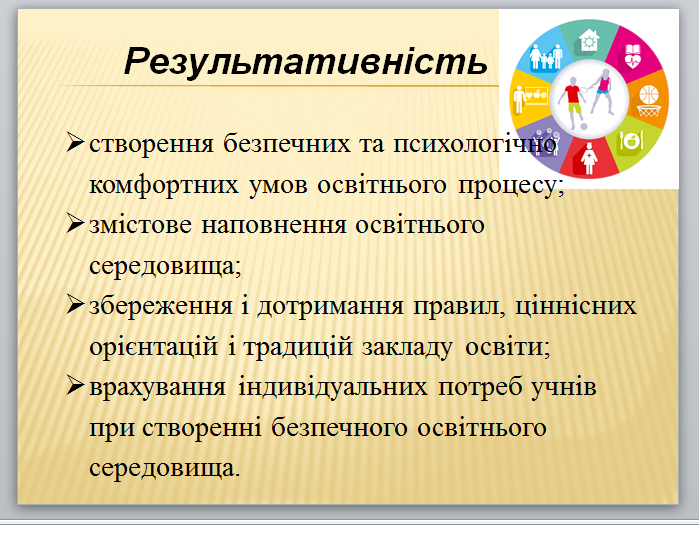 Результативність
➢створення безпечних та психологічно
комфортних умов освітнього процесу;
➢змістове наповнення освітнього
середовища;
➢збереження і дотримання правил, ціннісних
орієнтацій і традицій закладу освіти;
➢врахування індивідуальних потреб учнів
при створенні безпечного освітнього
середовища.